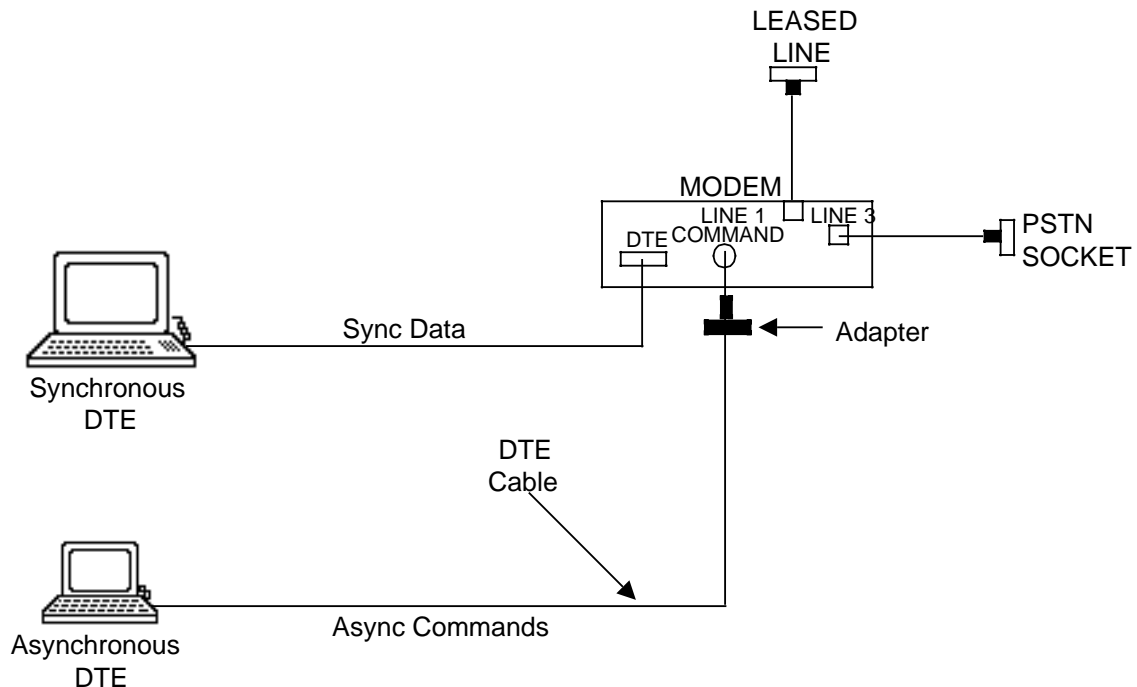 LEASED
LINE
MODEM
LINE 1
LINE 3
DTE
COMMAND
PSTN
SOCKET
Sync Data
Adapter
Synchronous
DTE
DTE
Cable
Async Commands
Asynchronous
DTE